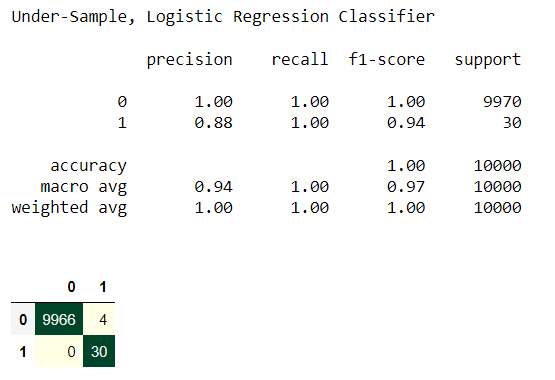 Under-Sample, Logistic Regression Classifier
precision recall f1-score support
0 1.00 1.00 1.00 9970
1 0.88 1.00 0.94 30
accuracy 1.00 10000
macro avg 0.94 1.00 0.97 10000
weighted avg 1.00 1.00 1.00 10000
0 1
0 9966 4
1 0 30